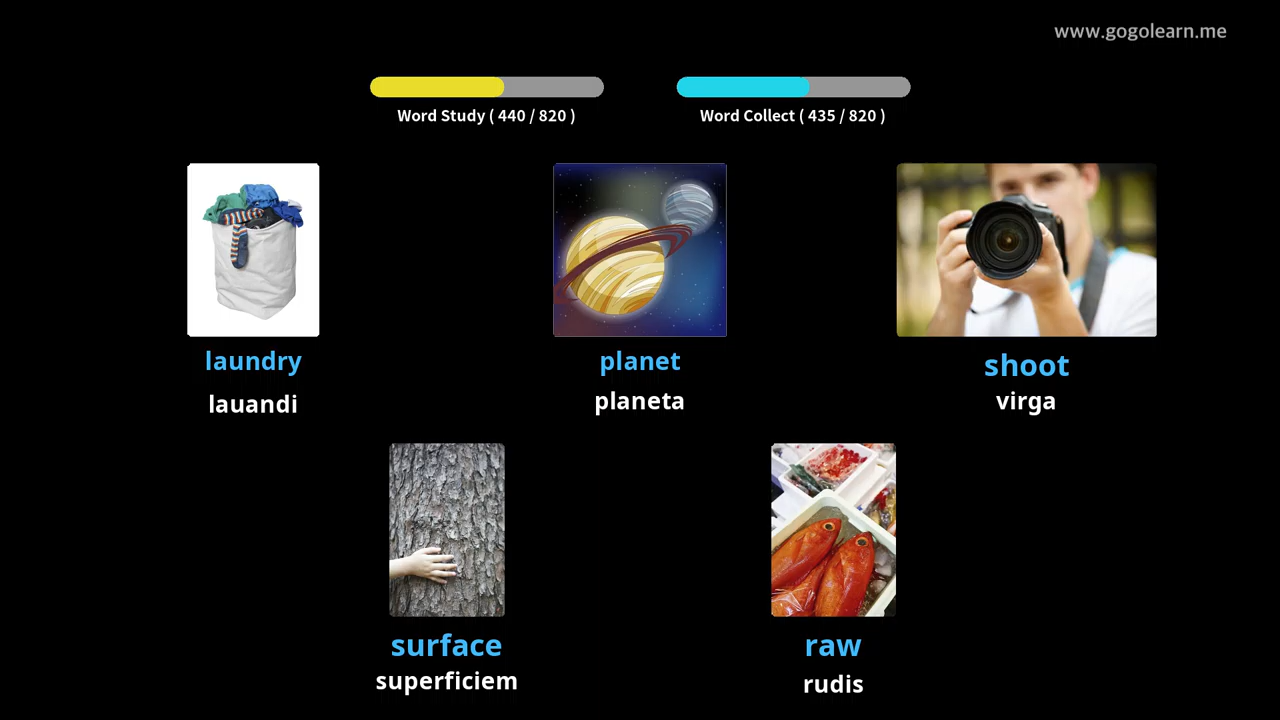 www.gogolearn.me
Word Study ( 440 / 820 )
Word Collect ( 435 / 820 )
laundry
lauandi
planet
planeta
shoot
virga
surface
superficiem
raw
rudis